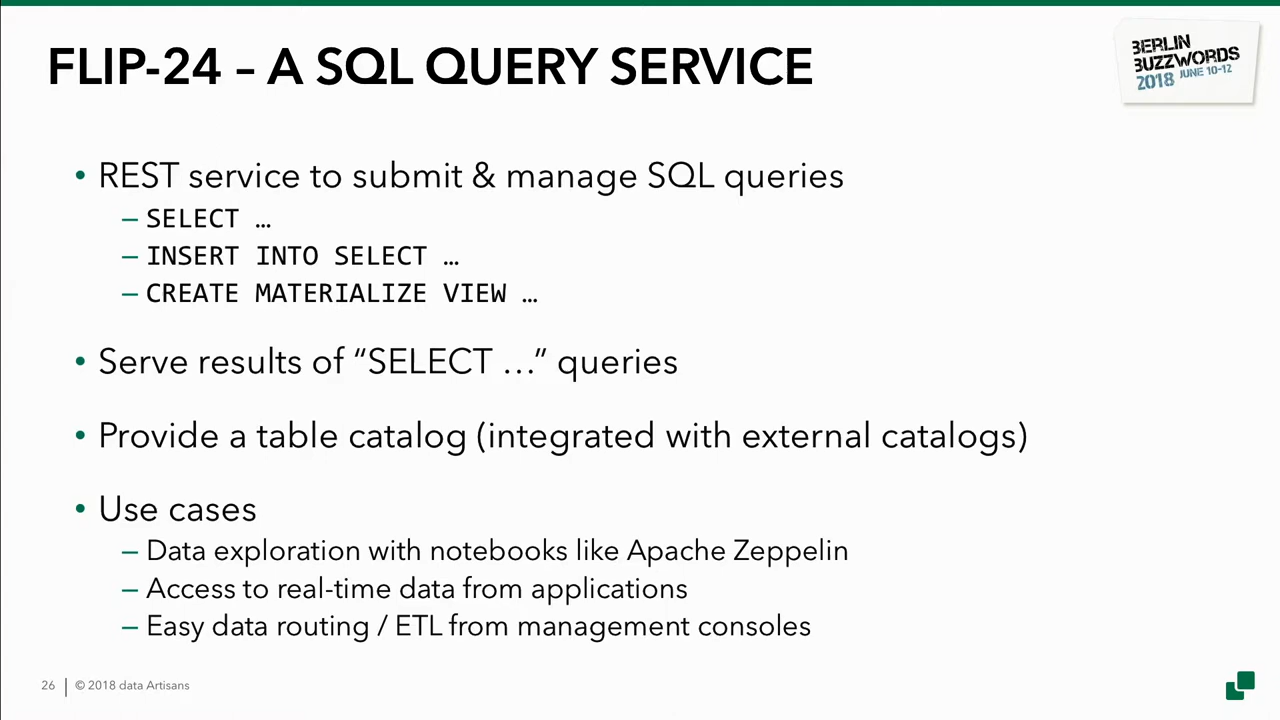 FLIP-24 – A SQL QUERY SERVICE
BERLIN
BUZZWORDS
2018 JUNE 10-12
• REST service to submit & manage SQL queries
– SELECT …
– INSERT INTO SELECT …
– CREATE MATERIALIZE VIEW …
• Serve results of “SELECT …” queries
• Provide a table catalog (integrated with external catalogs)
• Use cases
– Data exploration with notebooks like Apache Zeppelin
– Access to real-time data from applications
– Easy data routing / ETL from management consoles
26 | © 2018 data Artisans